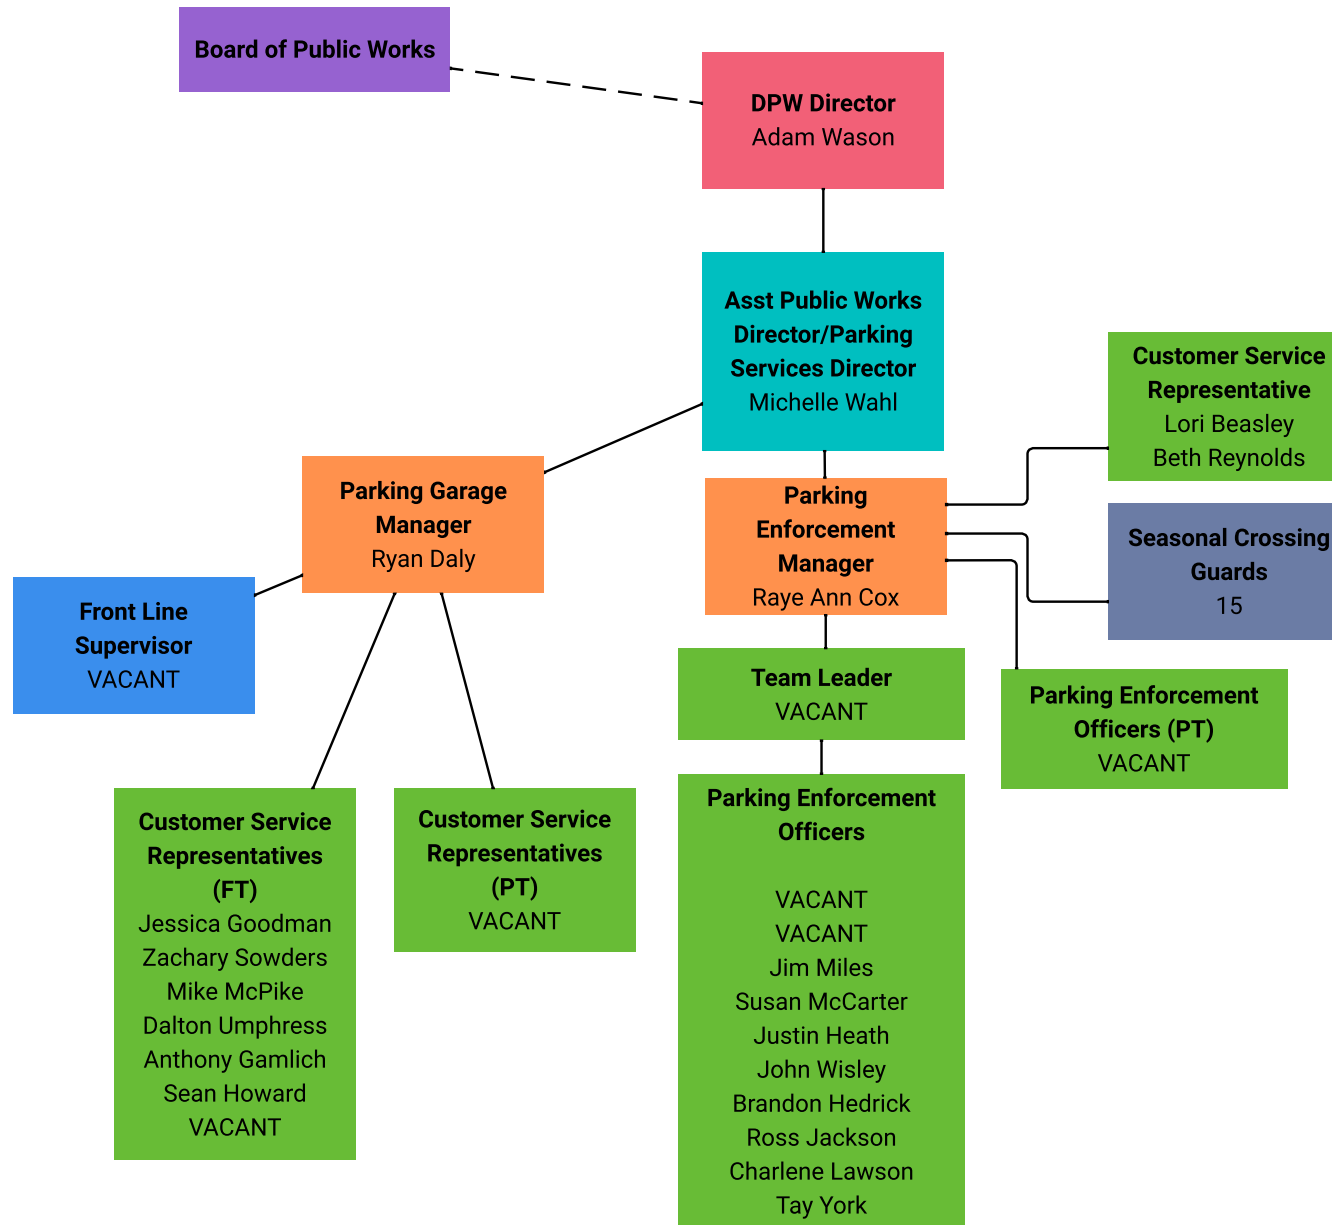 Board of Public Works
DPW Director
Adam Wason
Asst Public Works
Director/Parking
Services Director
Michelle Wahl
Customer Service
Representative
Lori Beasley
Beth Reynolds
Parking Garage
Manager
Ryan Daly
Parking
Enforcement
Manager
Raye Ann Cox
Seasonal Crossing
Guards
15
Front Line
Supervisor
VACANT
Team Leader
VACANT
Parking Enforcement
Officers (PT)
VACANT
Customer Service
Representatives
(FT)
Jessica Goodman
Zachary Sowders
Mike McPike
Dalton Umphress
Anthony Gamlich
Sean Howard
VACANT
Customer Service
Representatives
(PT)
VACANT
Parking Enforcement
Officers
VACANT
VACANT
Jim Miles
Susan McCarter
Justin Heath
John Wisley
Brandon Hedrick
Ross Jackson
Charlene Lawson
Tay York